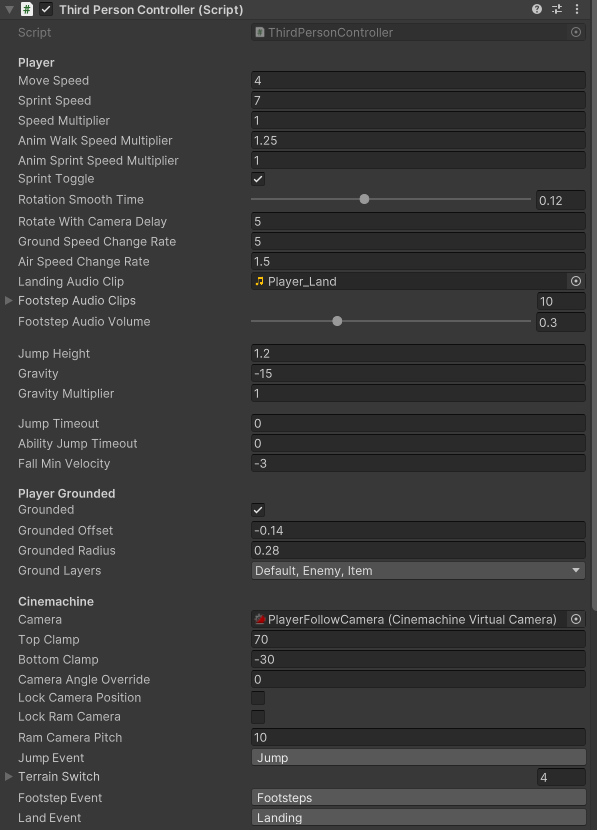 # Third Person Controller (Script)
Script ThirdPersonController
Player
Move Speed 4
Sprint Speed 7
Speed Multiplier 1
Anim Walk Speed Multiplier 1.25
Anim Sprint Speed Multiplier 1
Sprint Toggle
Rotation Smooth Time 0.12
Rotate With Camera Delay 5
Ground Speed Change Rate 5
Air Speed Change Rate 1.5
Landing Audio Clip Player_Land
Footstep Audio Clips 10
Footstep Audio Volume 0.3
Jump Height 1.2
Gravity -15
Gravity Multiplier 1
Jump Timeout 0
Ability Jump Timeout 0
Fall Min Velocity -3
Player Grounded
Grounded
Grounded Offset -0.14
Grounded Radius 0.28
Ground Layers Default, Enemy, Item
Cinemachine
Camera PlayerFollowCamera (Cinemachine Virtual Camera)
Top Clamp 70
Bottom Clamp -30
Camera Angle Override 0
Lock Camera Position
Lock Ram Camera
Ram Camera Pitch 10
Jump Event Jump
Terrain Switch 4
Footstep Event Footsteps
Land Event Landing